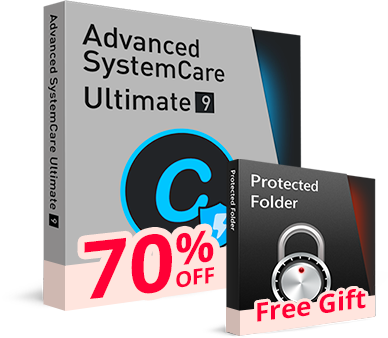 Advanced
SystemCare
Ultimate 9
Advanced SystemCare Ultimate 9
C
70% OFF
Protected
Folder
Protected Folder
Free Gift